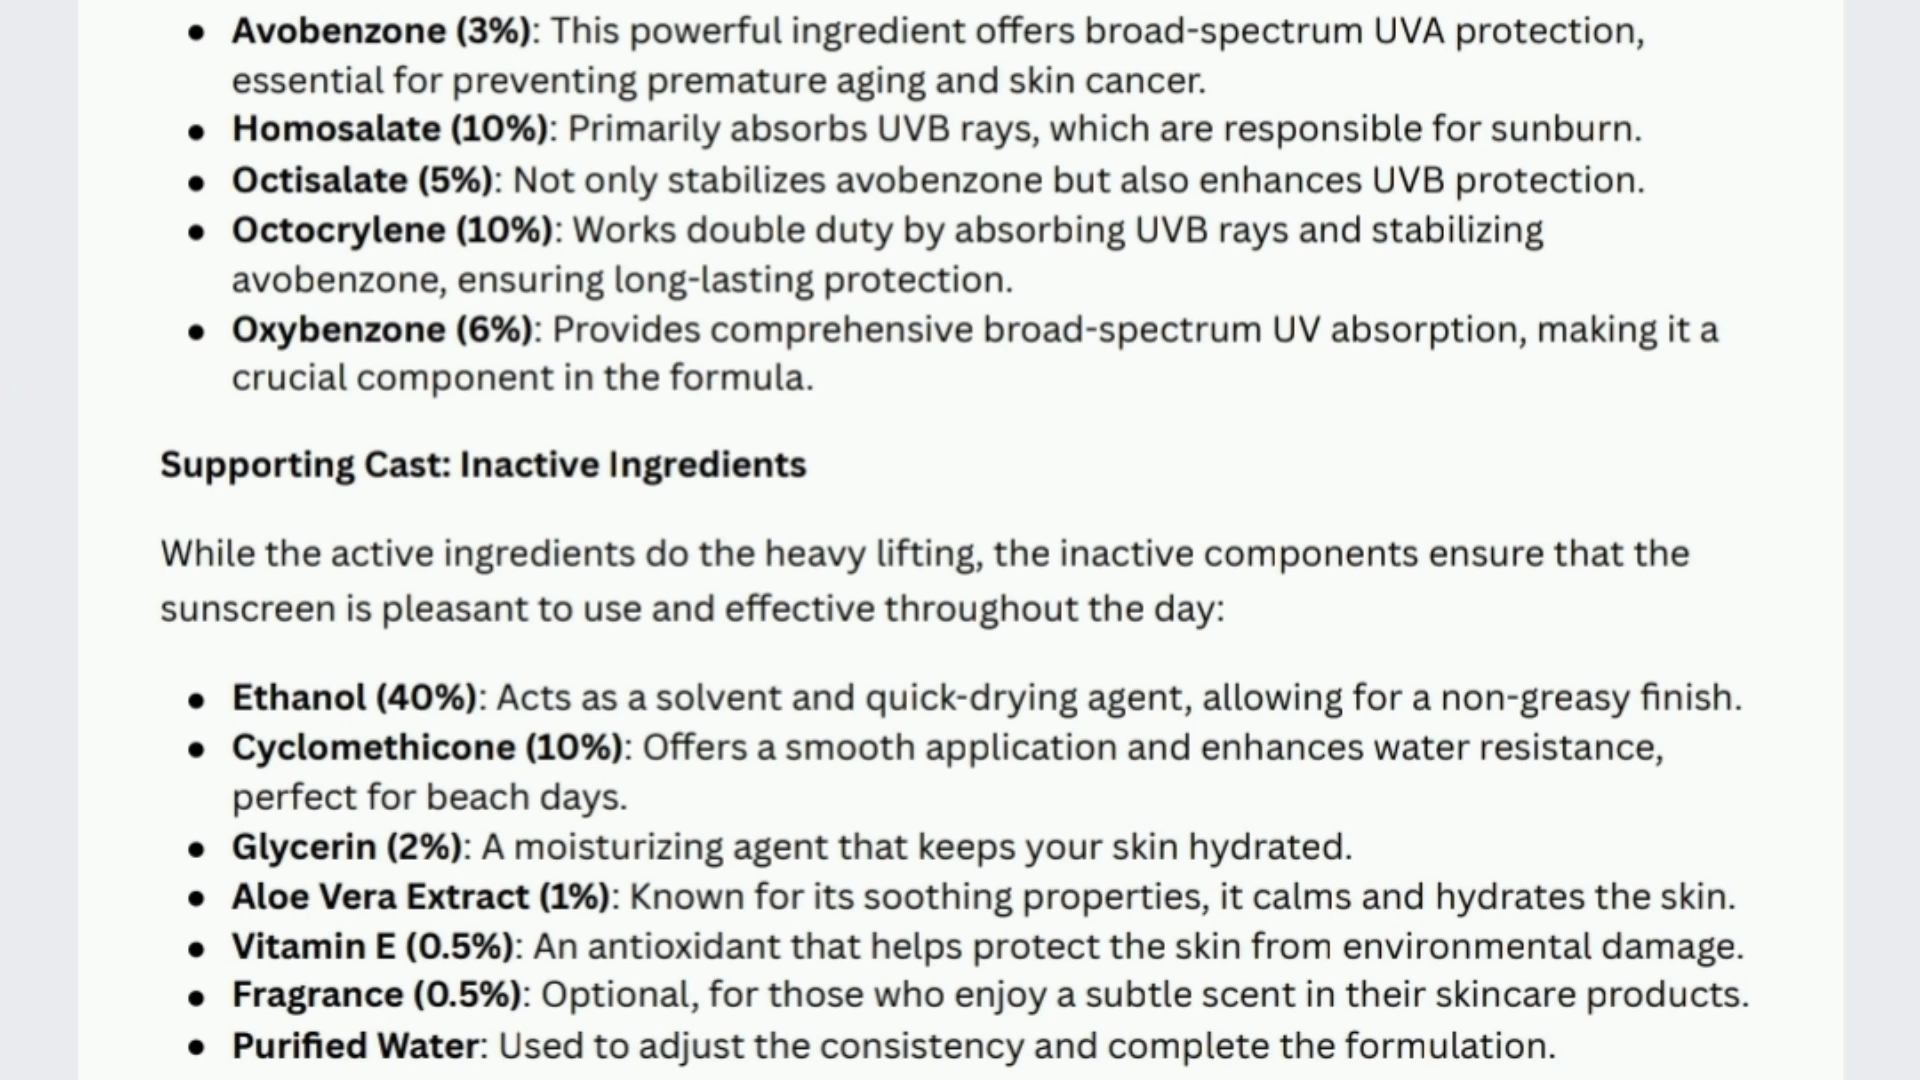 • Avobenzone (3%): This powerful ingredient offers broad-spectrum UVA protection,
essential for preventing premature aging and skin cancer.
• Homosalate (10%): Primarily absorbs UVB rays, which are responsible for sunburn.
• Octisalate (5%): Not only stabilizes avobenzone but also enhances UVB protection.
• Octocrylene (10%): Works double duty by absorbing UVB rays and stabilizing
avobenzone, ensuring long-lasting protection.
• Oxybenzone (6%): Provides comprehensive broad-spectrum UV absorption, making it a
crucial component in the formula.
Supporting Cast: Inactive Ingredients
While the active ingredients do the heavy lifting, the inactive components ensure that the
sunscreen is pleasant to use and effective throughout the day:
• Ethanol (40%): Acts as a solvent and quick-drying agent, allowing for a non-greasy finish.
• Cyclomethicone (10%): Offers a smooth application and enhances water resistance,
perfect for beach days.
• Glycerin (2%): A moisturizing agent that keeps your skin hydrated.
• Aloe Vera Extract (1%): Known for its soothing properties, it calms and hydrates the skin.
• Vitamin E (0.5%): An antioxidant that helps protect the skin from environmental damage.
• Fragrance (0.5%): Optional, for those who enjoy a subtle scent in their skincare products.
• Purified Water: Used to adjust the consistency and complete the formulation.